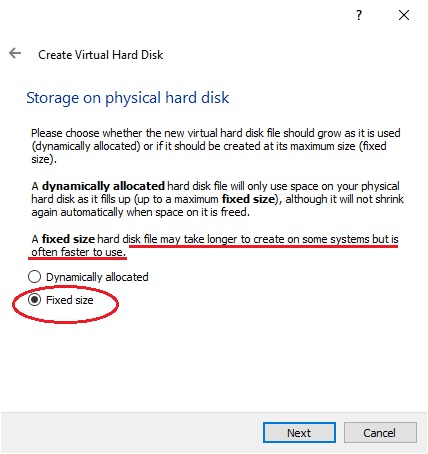 ?
Create Virtual Hard Disk
Storage on physical hard disk
Please choose whether the new virtual hard disk file should grow as it is used
(dynamically allocated) or if it should be created at its maximum size (fixed
size).
A dynamically allocated hard disk file will only use space on your physical
hard disk as it fills up (up to a maximum fixed size), although it will not shrink
again automatically when space on it is freed.
A fixed size hard disk file may take longer to create on some systems but is
often faster to use.
Dynamically allocated
Fixed size
Next Cancel